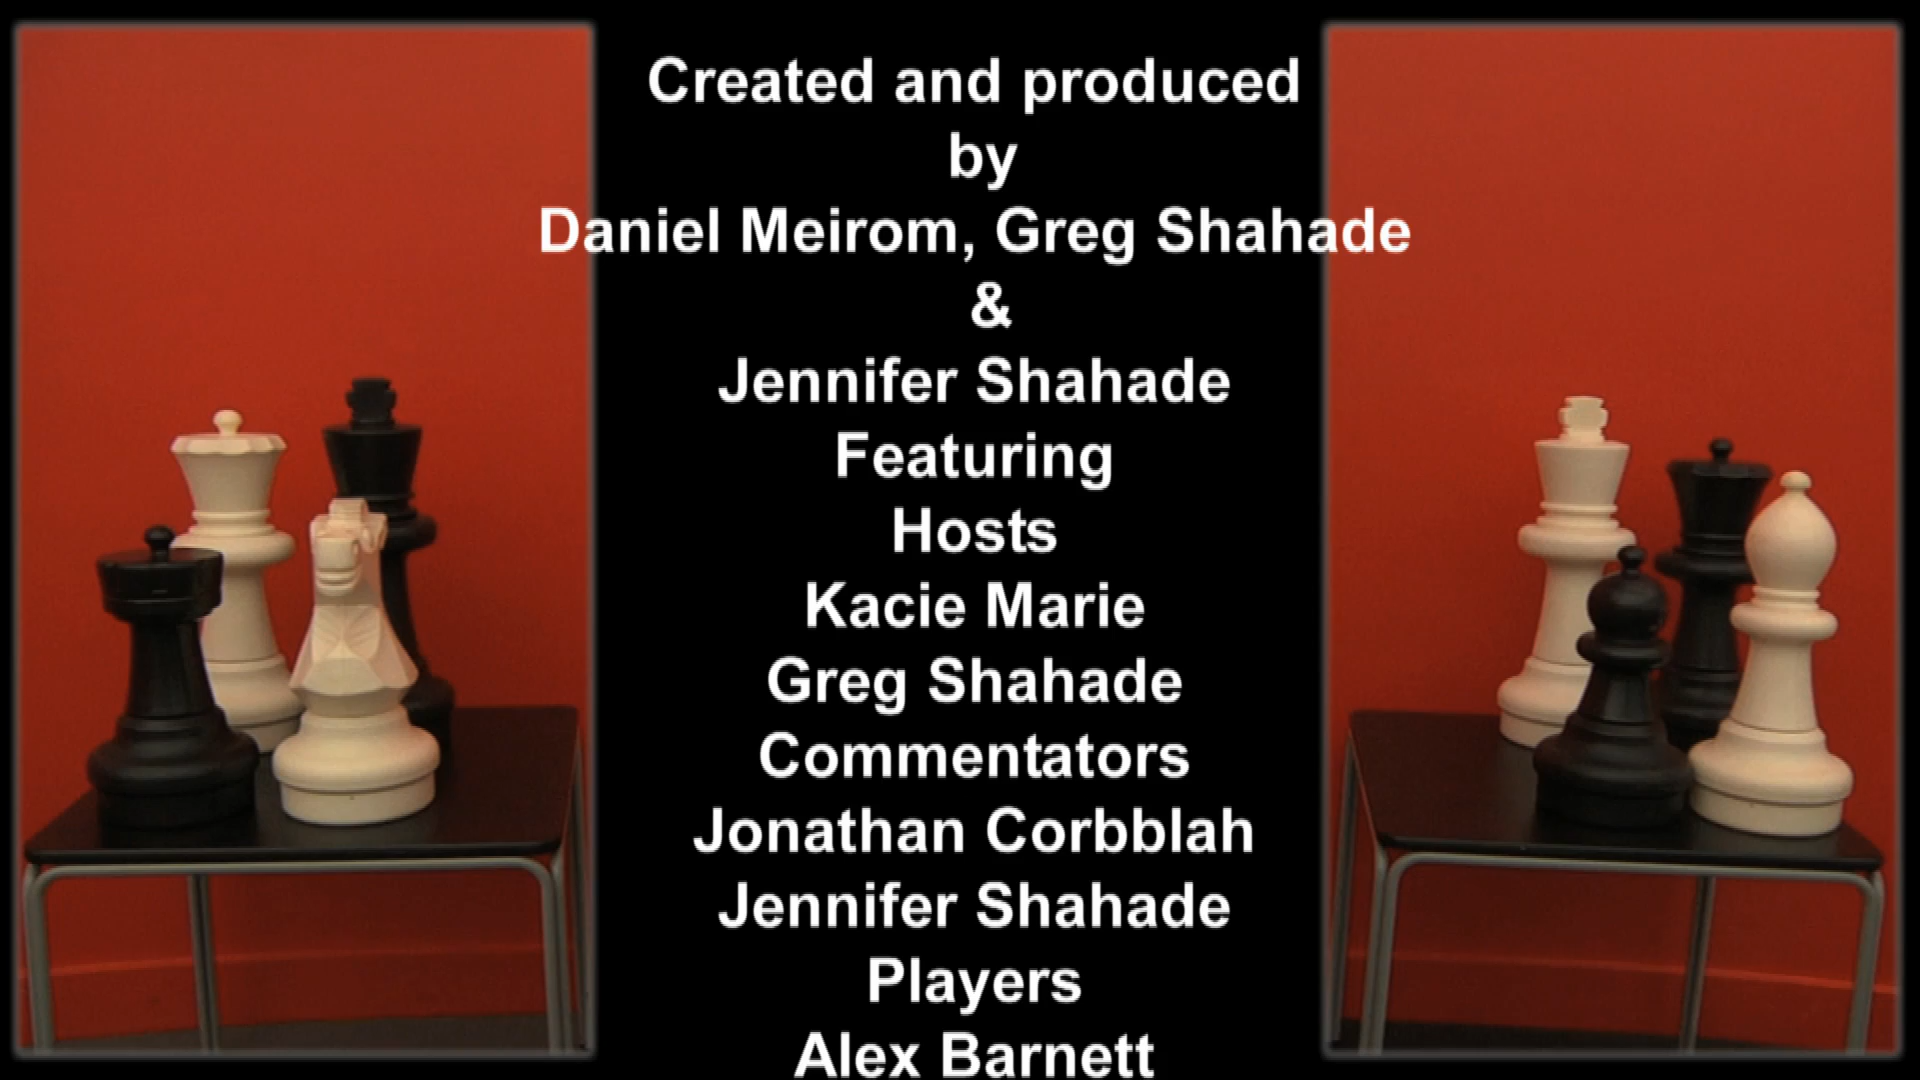 Created and produced
by
Daniel Meirom, Greg Shahade
&
Jennifer Shahade
Featuring
Hosts
Kacie Marie
Greg Shahade
Commentators
Jonathan Corbblah
Jennifer Shahade
Players
Alex Barnett